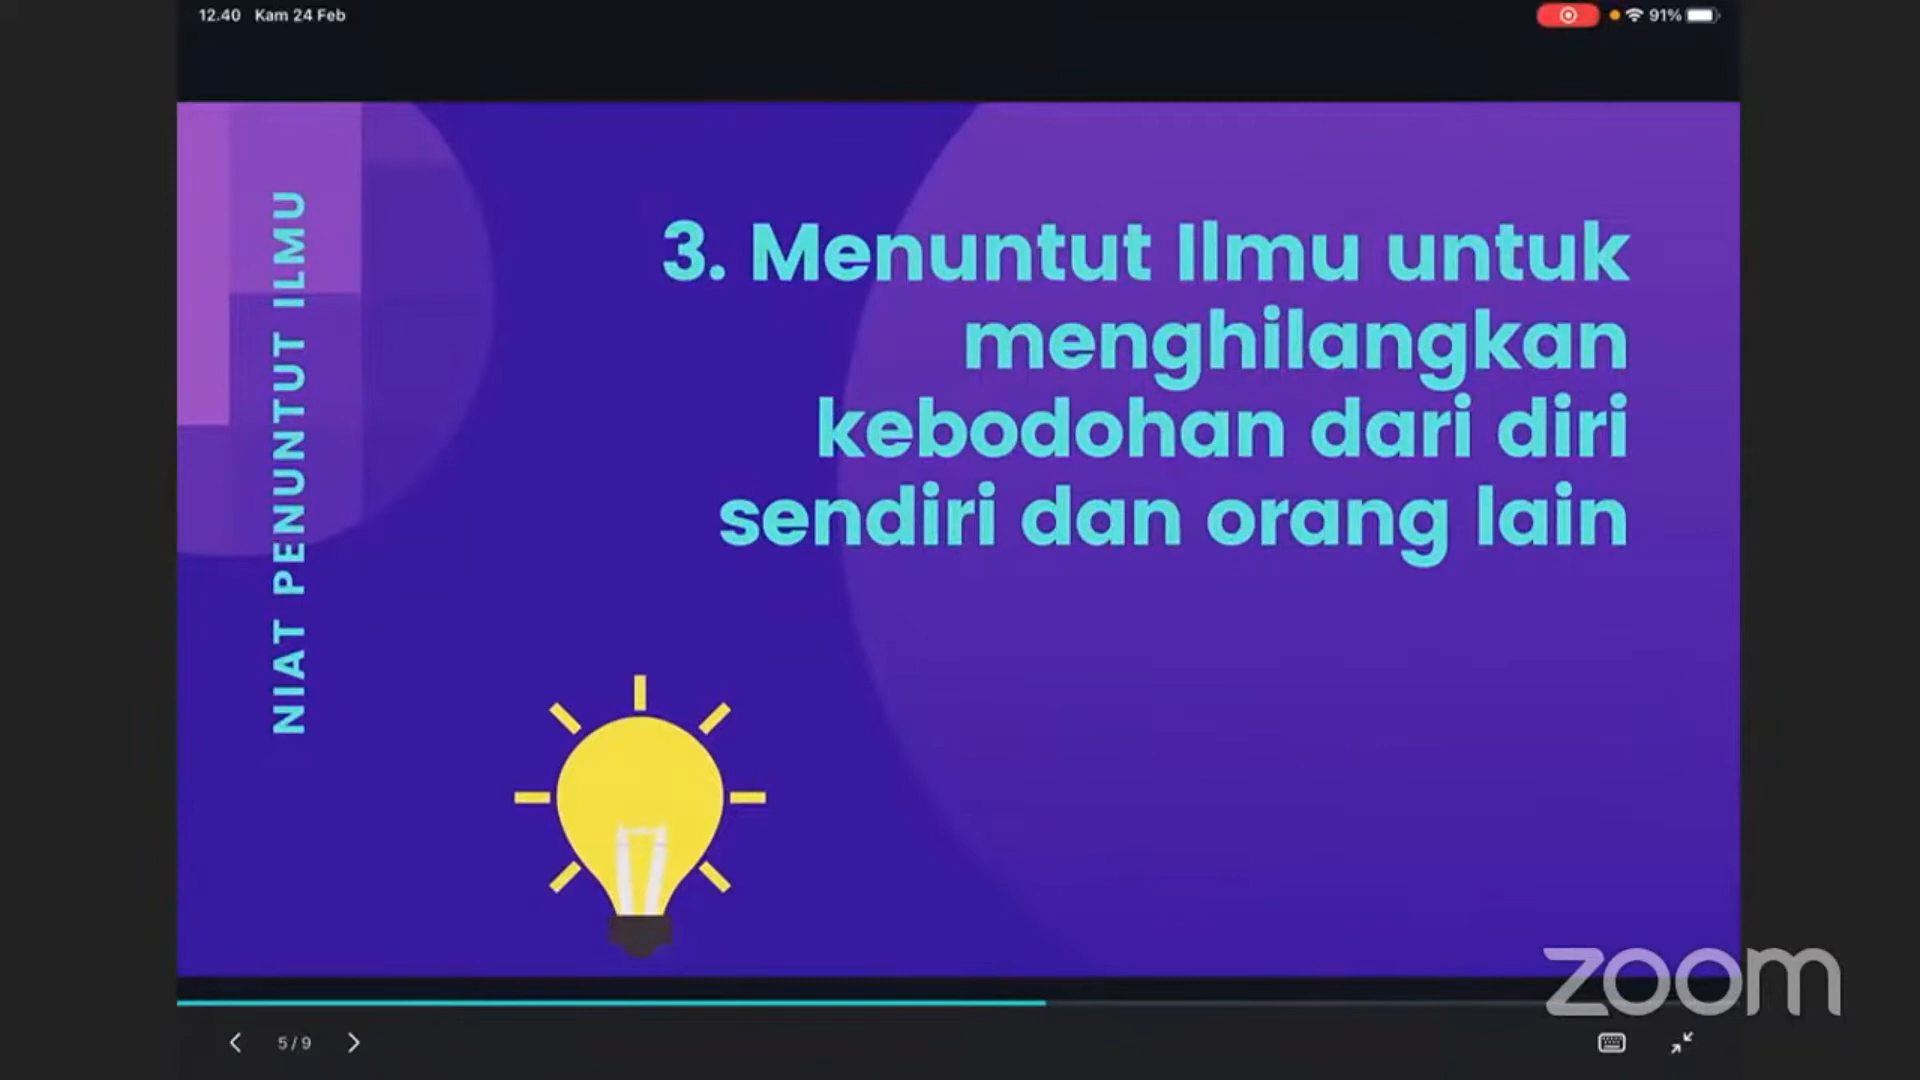 12.40 Kam 24 Feb
91%
NIAT PENUNTUT ILMU
3. Menuntut Ilmu untuk
menghilangkan
kebodohan dari diri
sendiri dan orang lain
zoom
5/9